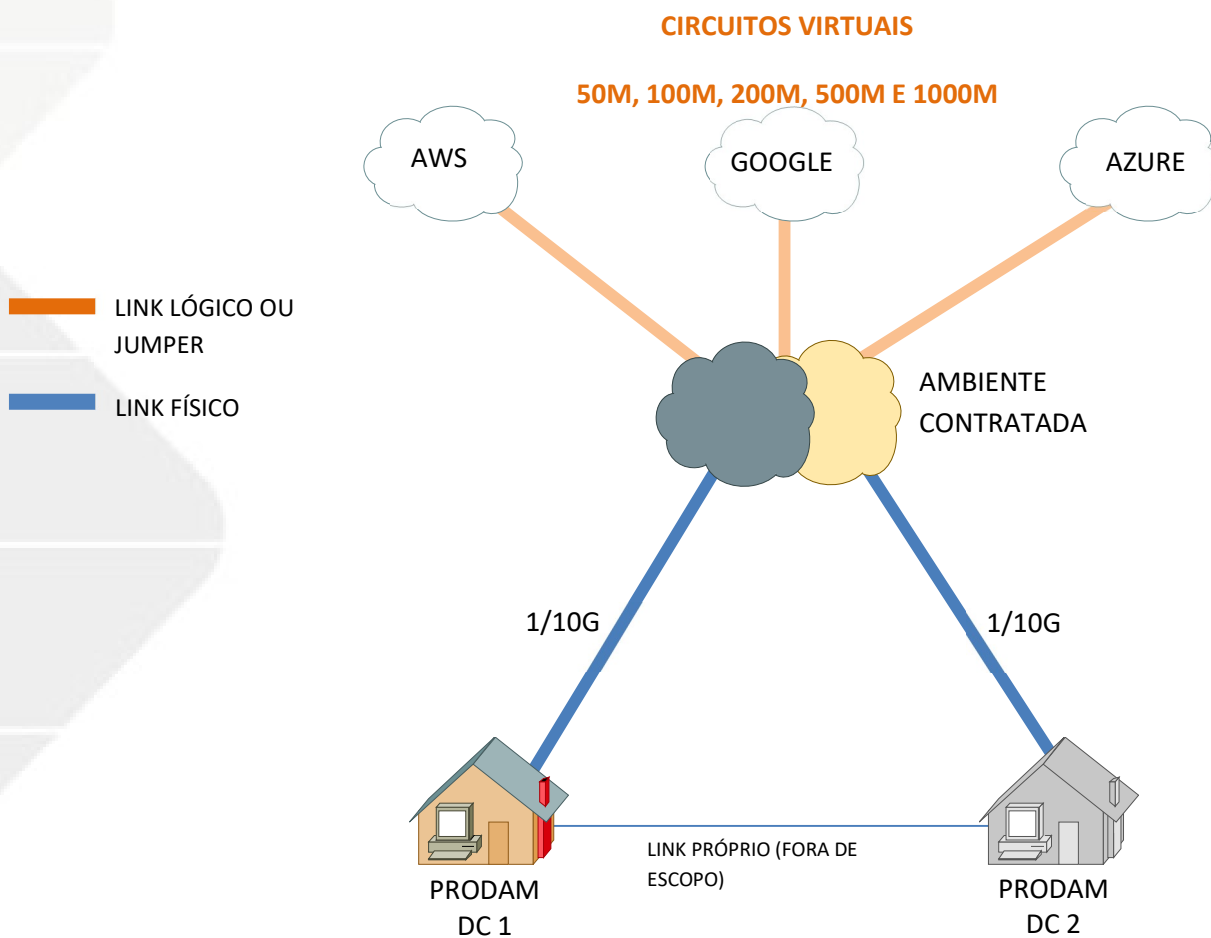 CIRCUITOS VIRTUAIS
50M, 100M, 200M, 500M E 1000M
AWS
GOOGLE
AZURE
LINK LÓGICO OU
JUMPER
LINK FÍSICO
AMBIENTE
CONTRATADA
1/10G
1/10G
LINK PRÓPRIO (FORA DE
ESCOPO)
PRODAM
DC 1
PRODAM
DC 2